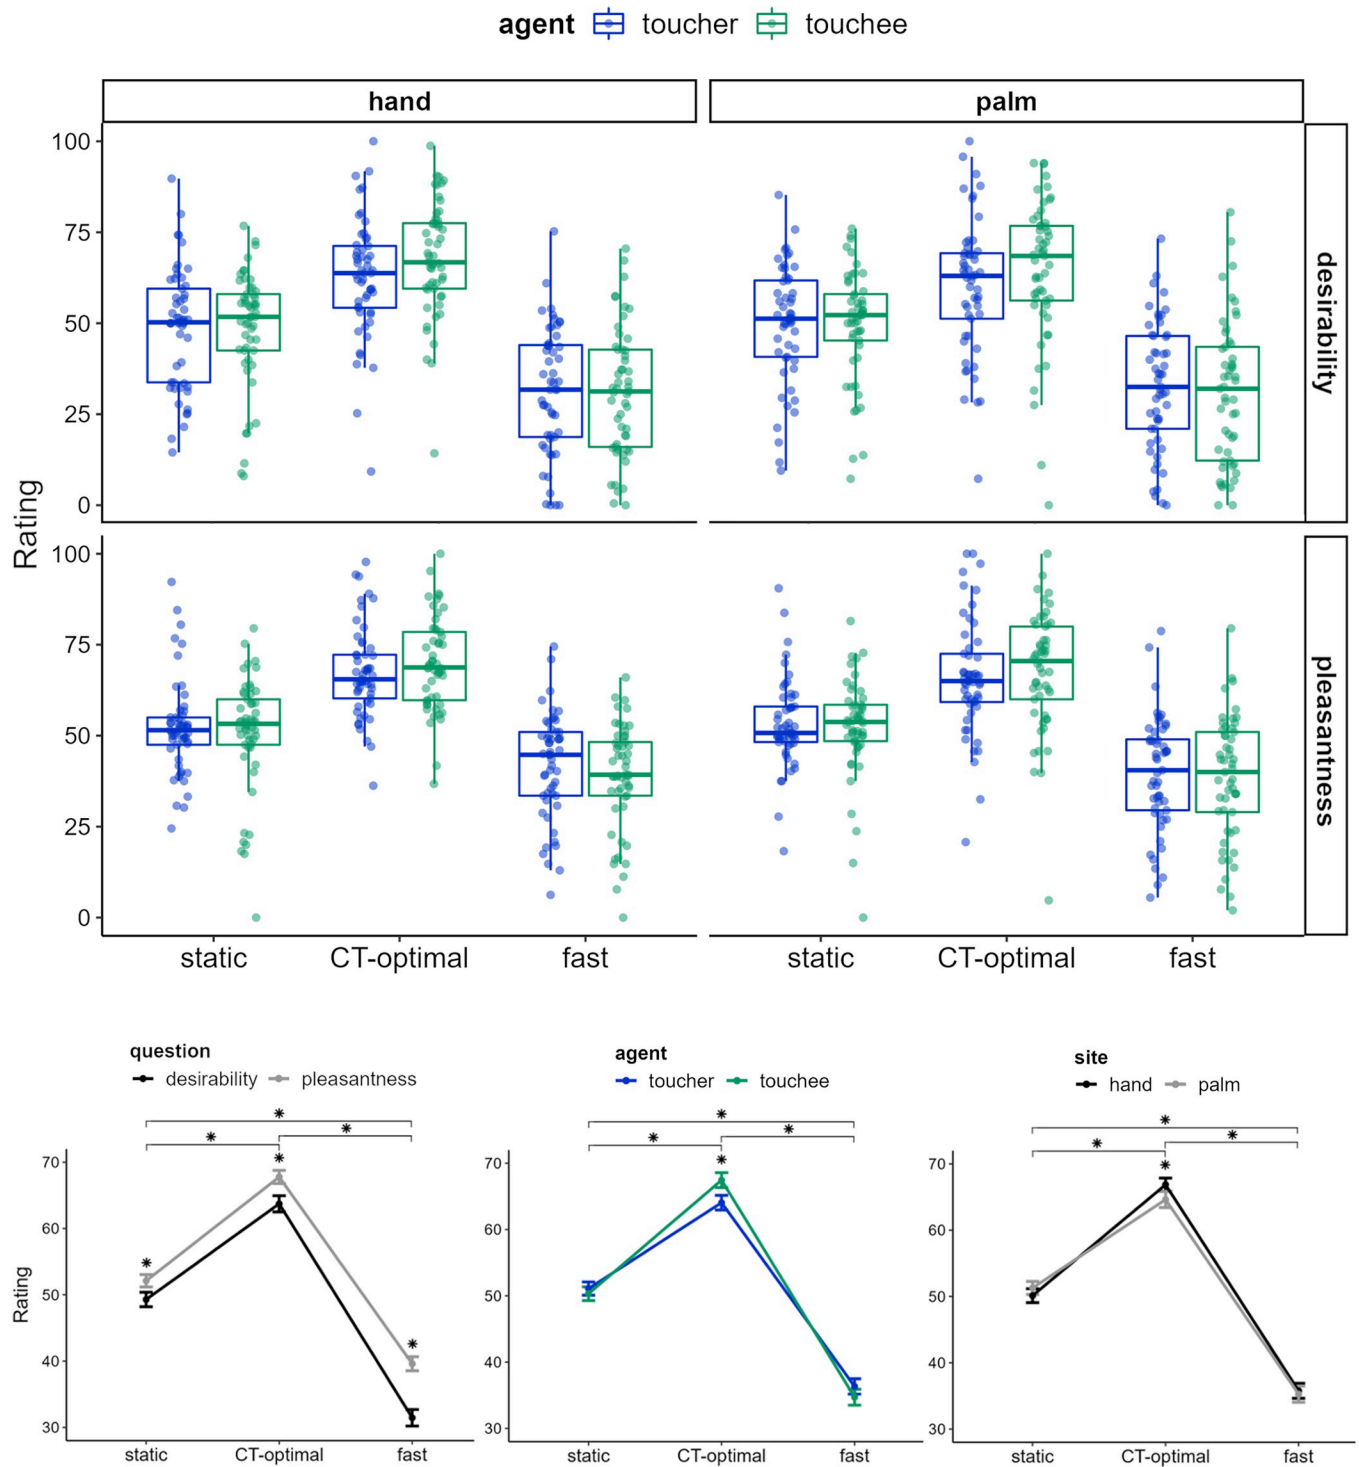 agent toucher touchee
hand palm
100
75
50
25
0
desirability
Rating
100
75
50
25
0
pleasantness
static CT-optimal fast static CT-optimal fast
question
desirability pleasantness
agent
toucher touchee
site
hand palm
* * * * * *
* * *
* * *
70
60
50
40
30
Rating
static CT-optimal fast
70
60
50
40
30
static CT-optimal fast
70
60
50
40
30
static CT-optimal fast